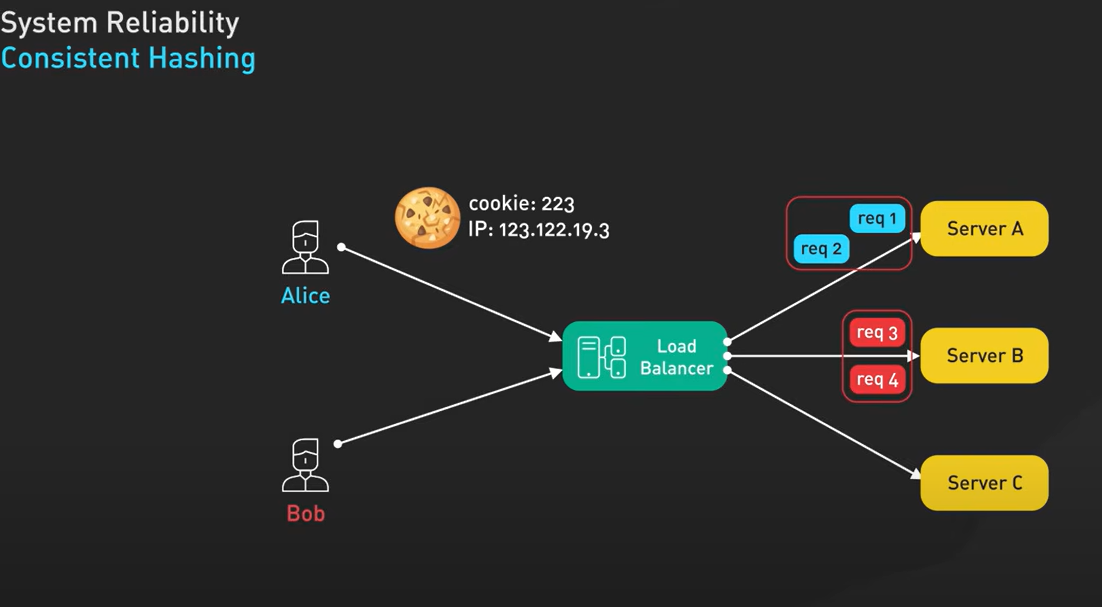 System Reliability
Consistent Hashing
cookie: 223
IP: 123.122.19.3
req 1
req 2
Server A
Alice
Load
Balancer
req 3
req 4
Server B
Bob
Server C